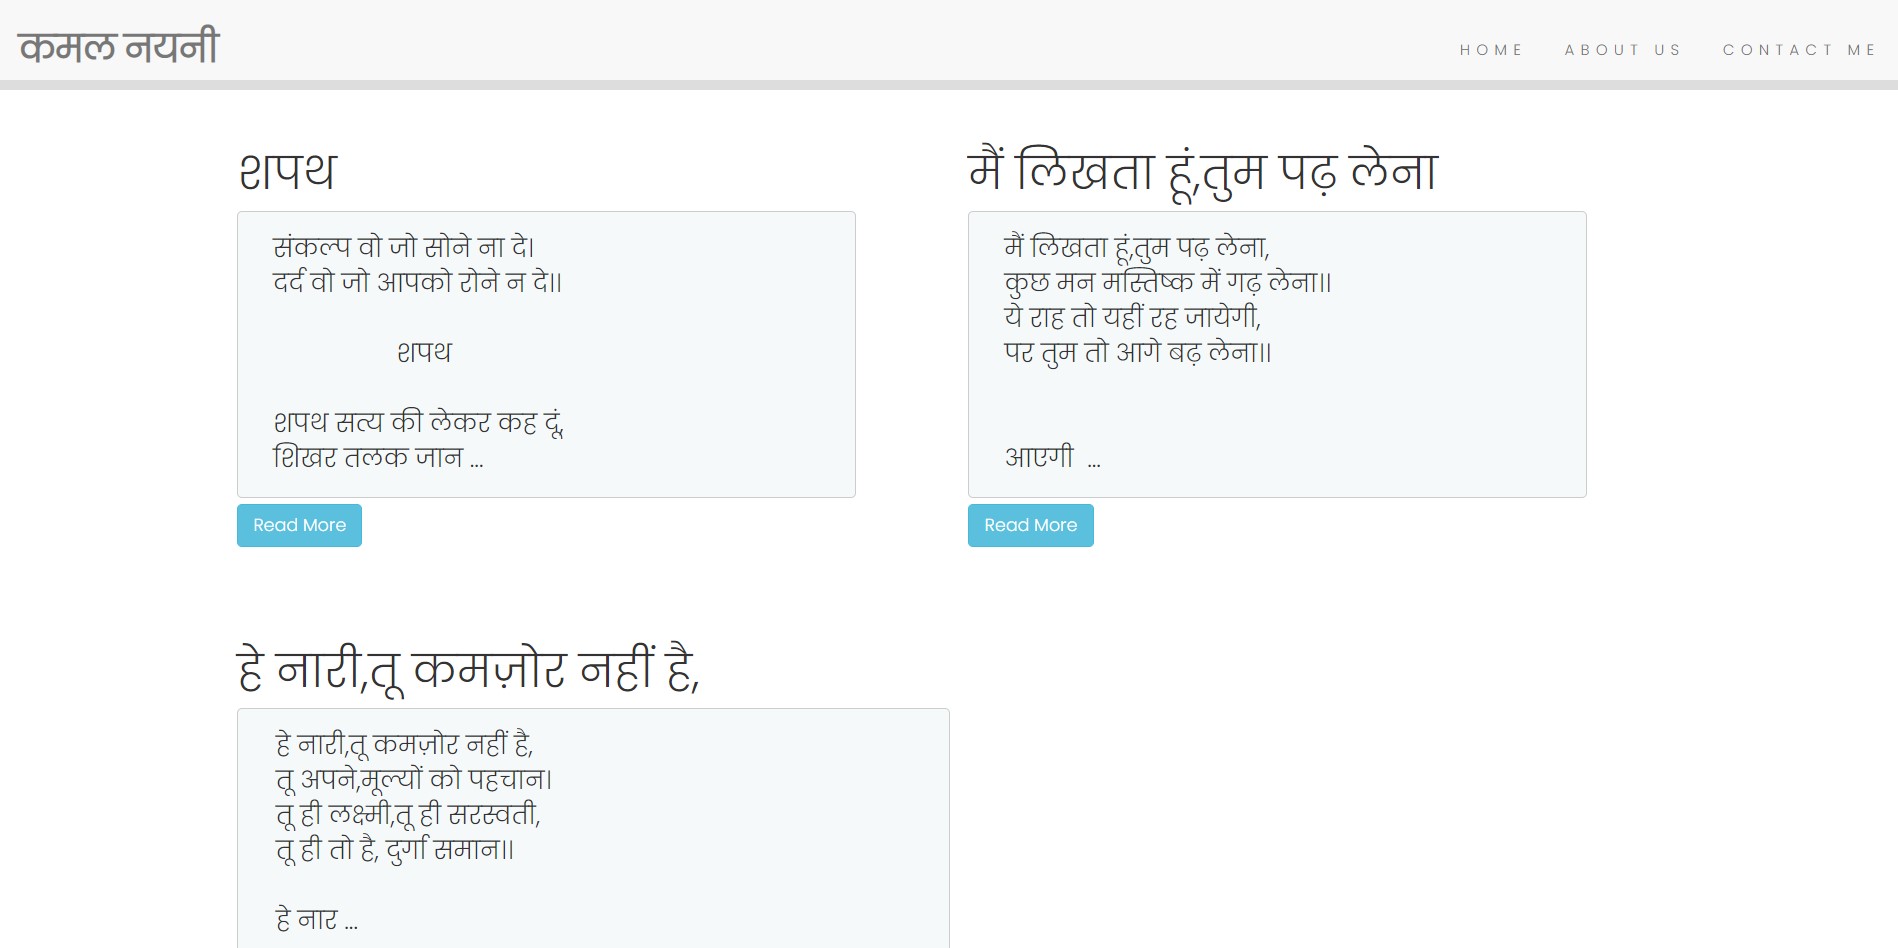 कमल नयनी
HOME ABOUT US CONTACT ME
शपथ
संकल्प वो जो सोने ना दे।
दर्द वो जो आपको रोने न दे।।
शपथ
शपथ सत्य की लेकर कह दूं,
शिखर तलक जान ...
Read More
मैं लिखता हूं,तुम पढ़ लेना
मैं लिखता हूं,तुम पढ़ लेना,
कुछ मन मस्तिष्क में गढ़ लेना।।
ये राह तो यहीं रह जायेगी,
पर तुम तो आगे बढ़ लेना।।
आएगी ...
Read More
हे नारी,तू कमज़ोर नहीं है,
हे नारी,तू कमज़ोर नहीं है,
तू अपने,मूल्यों को पहचान।
तू ही लक्ष्मी,तू ही सरस्वती,
तू ही तो है, दुर्गा समान।।
हे नार ...